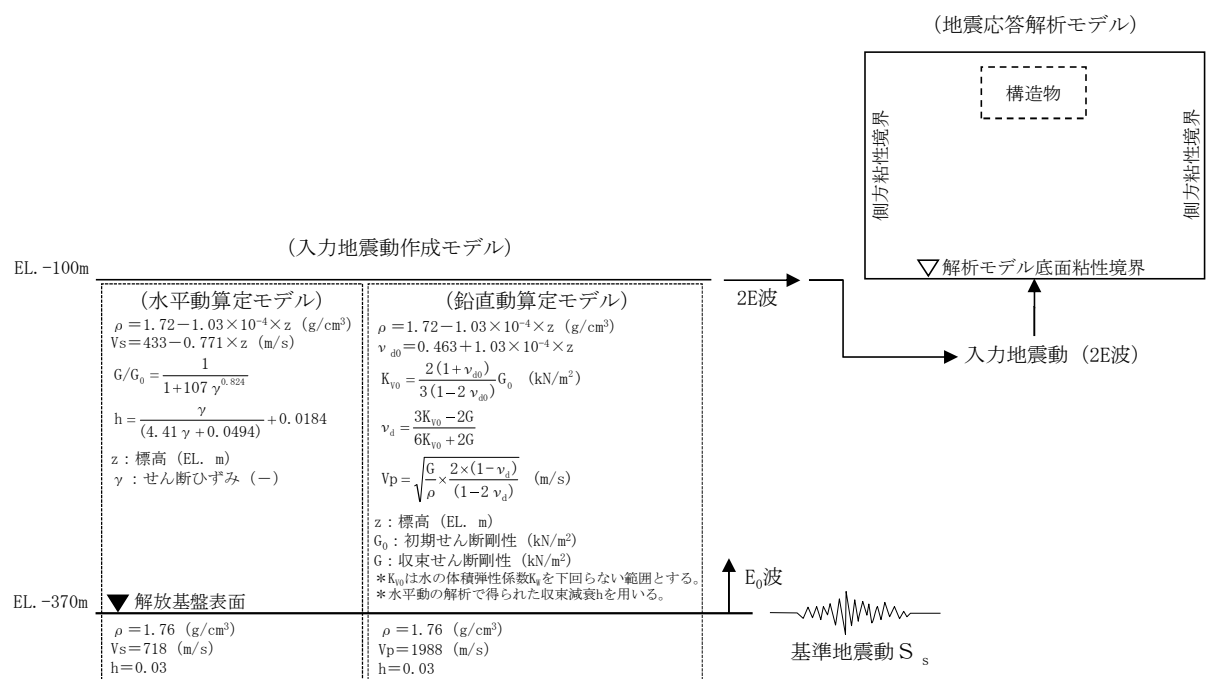 (地震応答解析モデル)
構造物
側方粘性境界
側方粘性境界
▽解析モデル底面粘性境界
(入力地震動作成モデル)
EL.-100m
2E波
入力地震動(2E波)
(水平動算定モデル)
ρ=1.72-1.03×10⁻⁴×z (g/cm³)
Vs=433-0.771×z (m/s)
G/G₀=1/(1+107γ^0.824)
h=γ/(4.41γ+0.0494)+0.0184
z:標高(EL. m)
γ:せん断ひずみ(-)
(鉛直動算定モデル)
ρ=1.72-1.03×10⁻⁴×z (g/cm³)
ν_d0=0.463+1.03×10⁻⁴×z
K_V0=2(1+ν_d0)/3(1-2ν_d0) G₀ (kN/m²)
ν_d=(3K_V0-2G)/(6K_V0+2G)
Vp=√(G/ρ×2×(1-ν_d)/(1-2ν_d)) (m/s)
z:標高(EL. m)
G₀:初期せん断剛性(kN/m²)
G:収束せん断剛性(kN/m²)
*K_V0は水の体積弾性係数K_Wを下回らない範囲とする。
*水平動の解析で得られた収束減衰hを用いる。
E₀波
EL.-370m
▼解放基盤表面
ρ=1.76 (g/cm³)
Vs=718 (m/s)
h=0.03
ρ=1.76 (g/cm³)
Vp=1988 (m/s)
h=0.03
基準地震動Ss